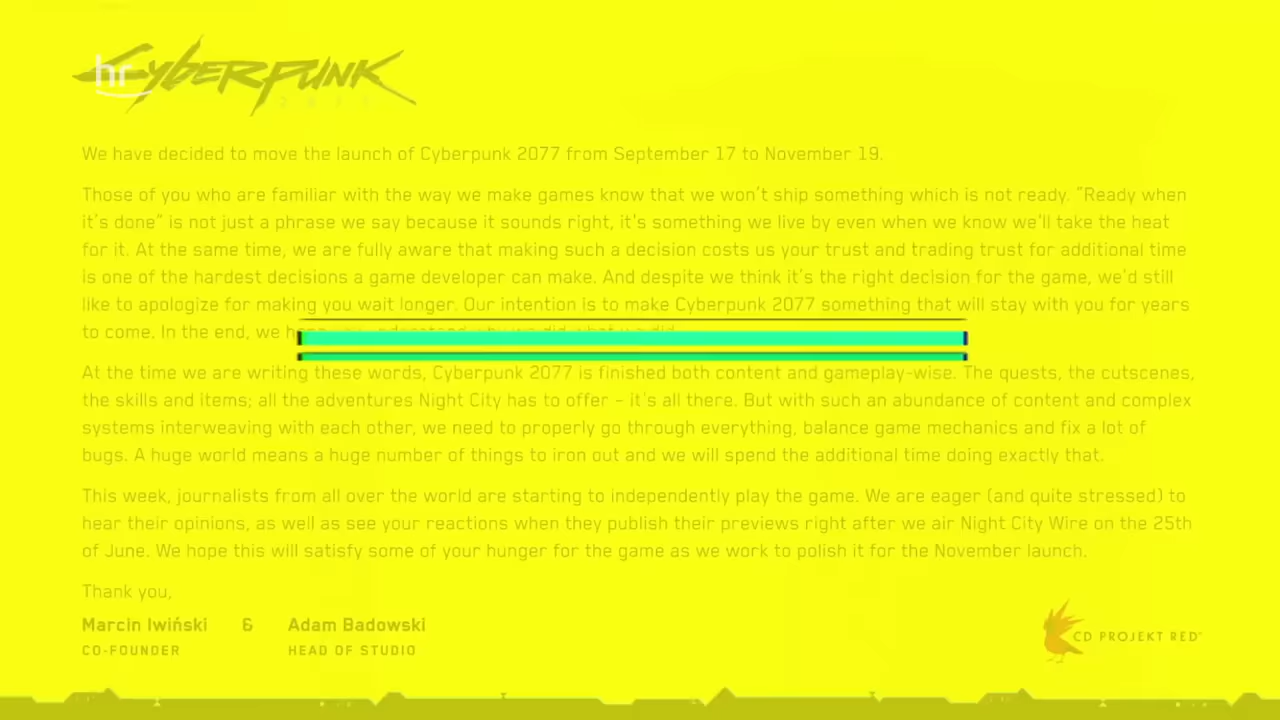 hr
Cyberpunk
2077
We have decided to move the launch of Cyberpunk 2077 from September 17 to November 19.
Those of you who are familiar with the way we make games know that we won't ship something which is not ready. "Ready when
it's done" is not just a phrase we say because it sounds right, it's something we live by even when we know we'll take the heat
for it. At the same time, we are fully aware that making such a decision costs us your trust and trading trust for additional time
is one of the hardest decisions a game developer can make. And despite we think it's the right decision for the game, we'd still
like to apologize for making you wait longer. Our intention is to make Cyberpunk 2077 something that will stay with you for years
to come. In the end, we hope you understand why we did what we did.
At the time we are writing these words, Cyberpunk 2077 is finished both content and gameplay-wise. The quests, the cutscenes,
the skills and items; all the adventures Night City has to offer – it's all there. But with such an abundance of content and complex
systems interweaving with each other, we need to properly go through everything, balance game mechanics and fix a lot of
bugs. A huge world means a huge number of things to iron out and we will spend the additional time doing exactly that.
This week, journalists from all over the world are starting to independently play the game. We are eager (and quite stressed) to
hear their opinions, as well as see your reactions when they publish their previews right after we air Night City Wire on the 25th
of June. We hope this will satisfy some of your hunger for the game as we work to polish it for the November launch.
Thank you,
Marcin Iwiński & Adam Badowski
CO-FOUNDER HEAD OF STUDIO
CD PROJEKT RED